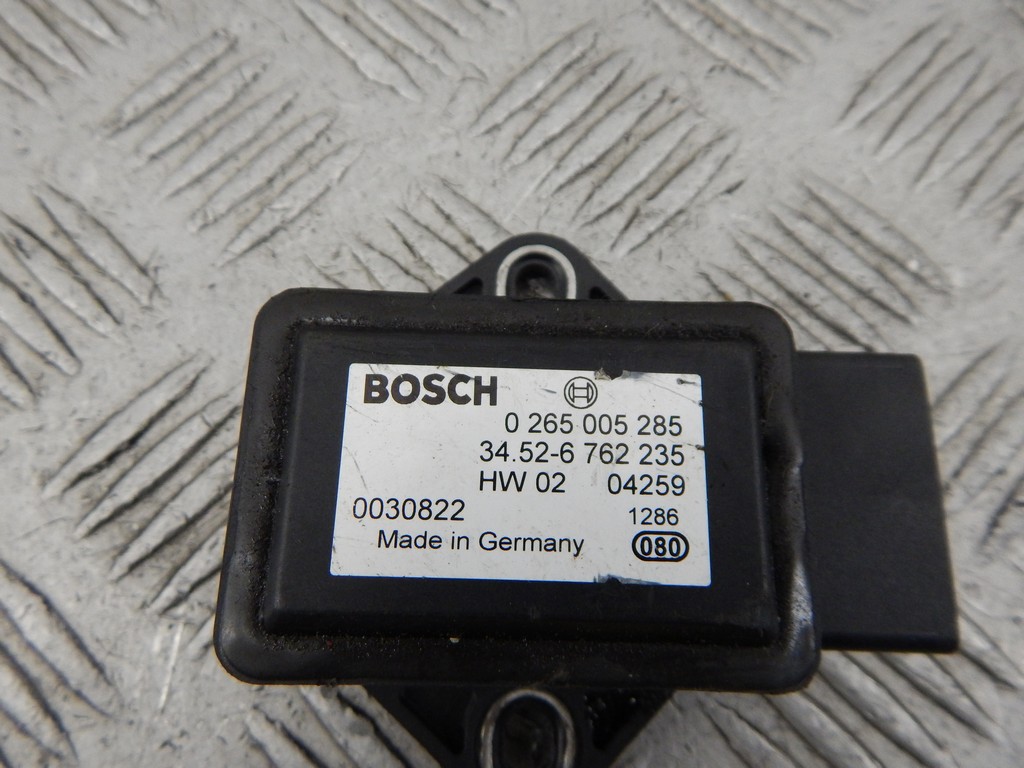 BOSCH
0 265 005 285
34.52-6 762 235
HW 02 04259
0030822 1286
Made in Germany 080